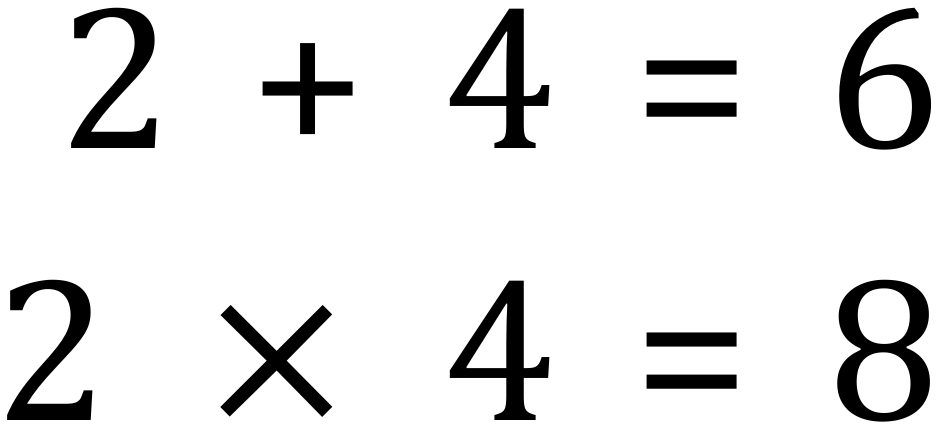 2 + 4 = 6
2 × 4 = 8